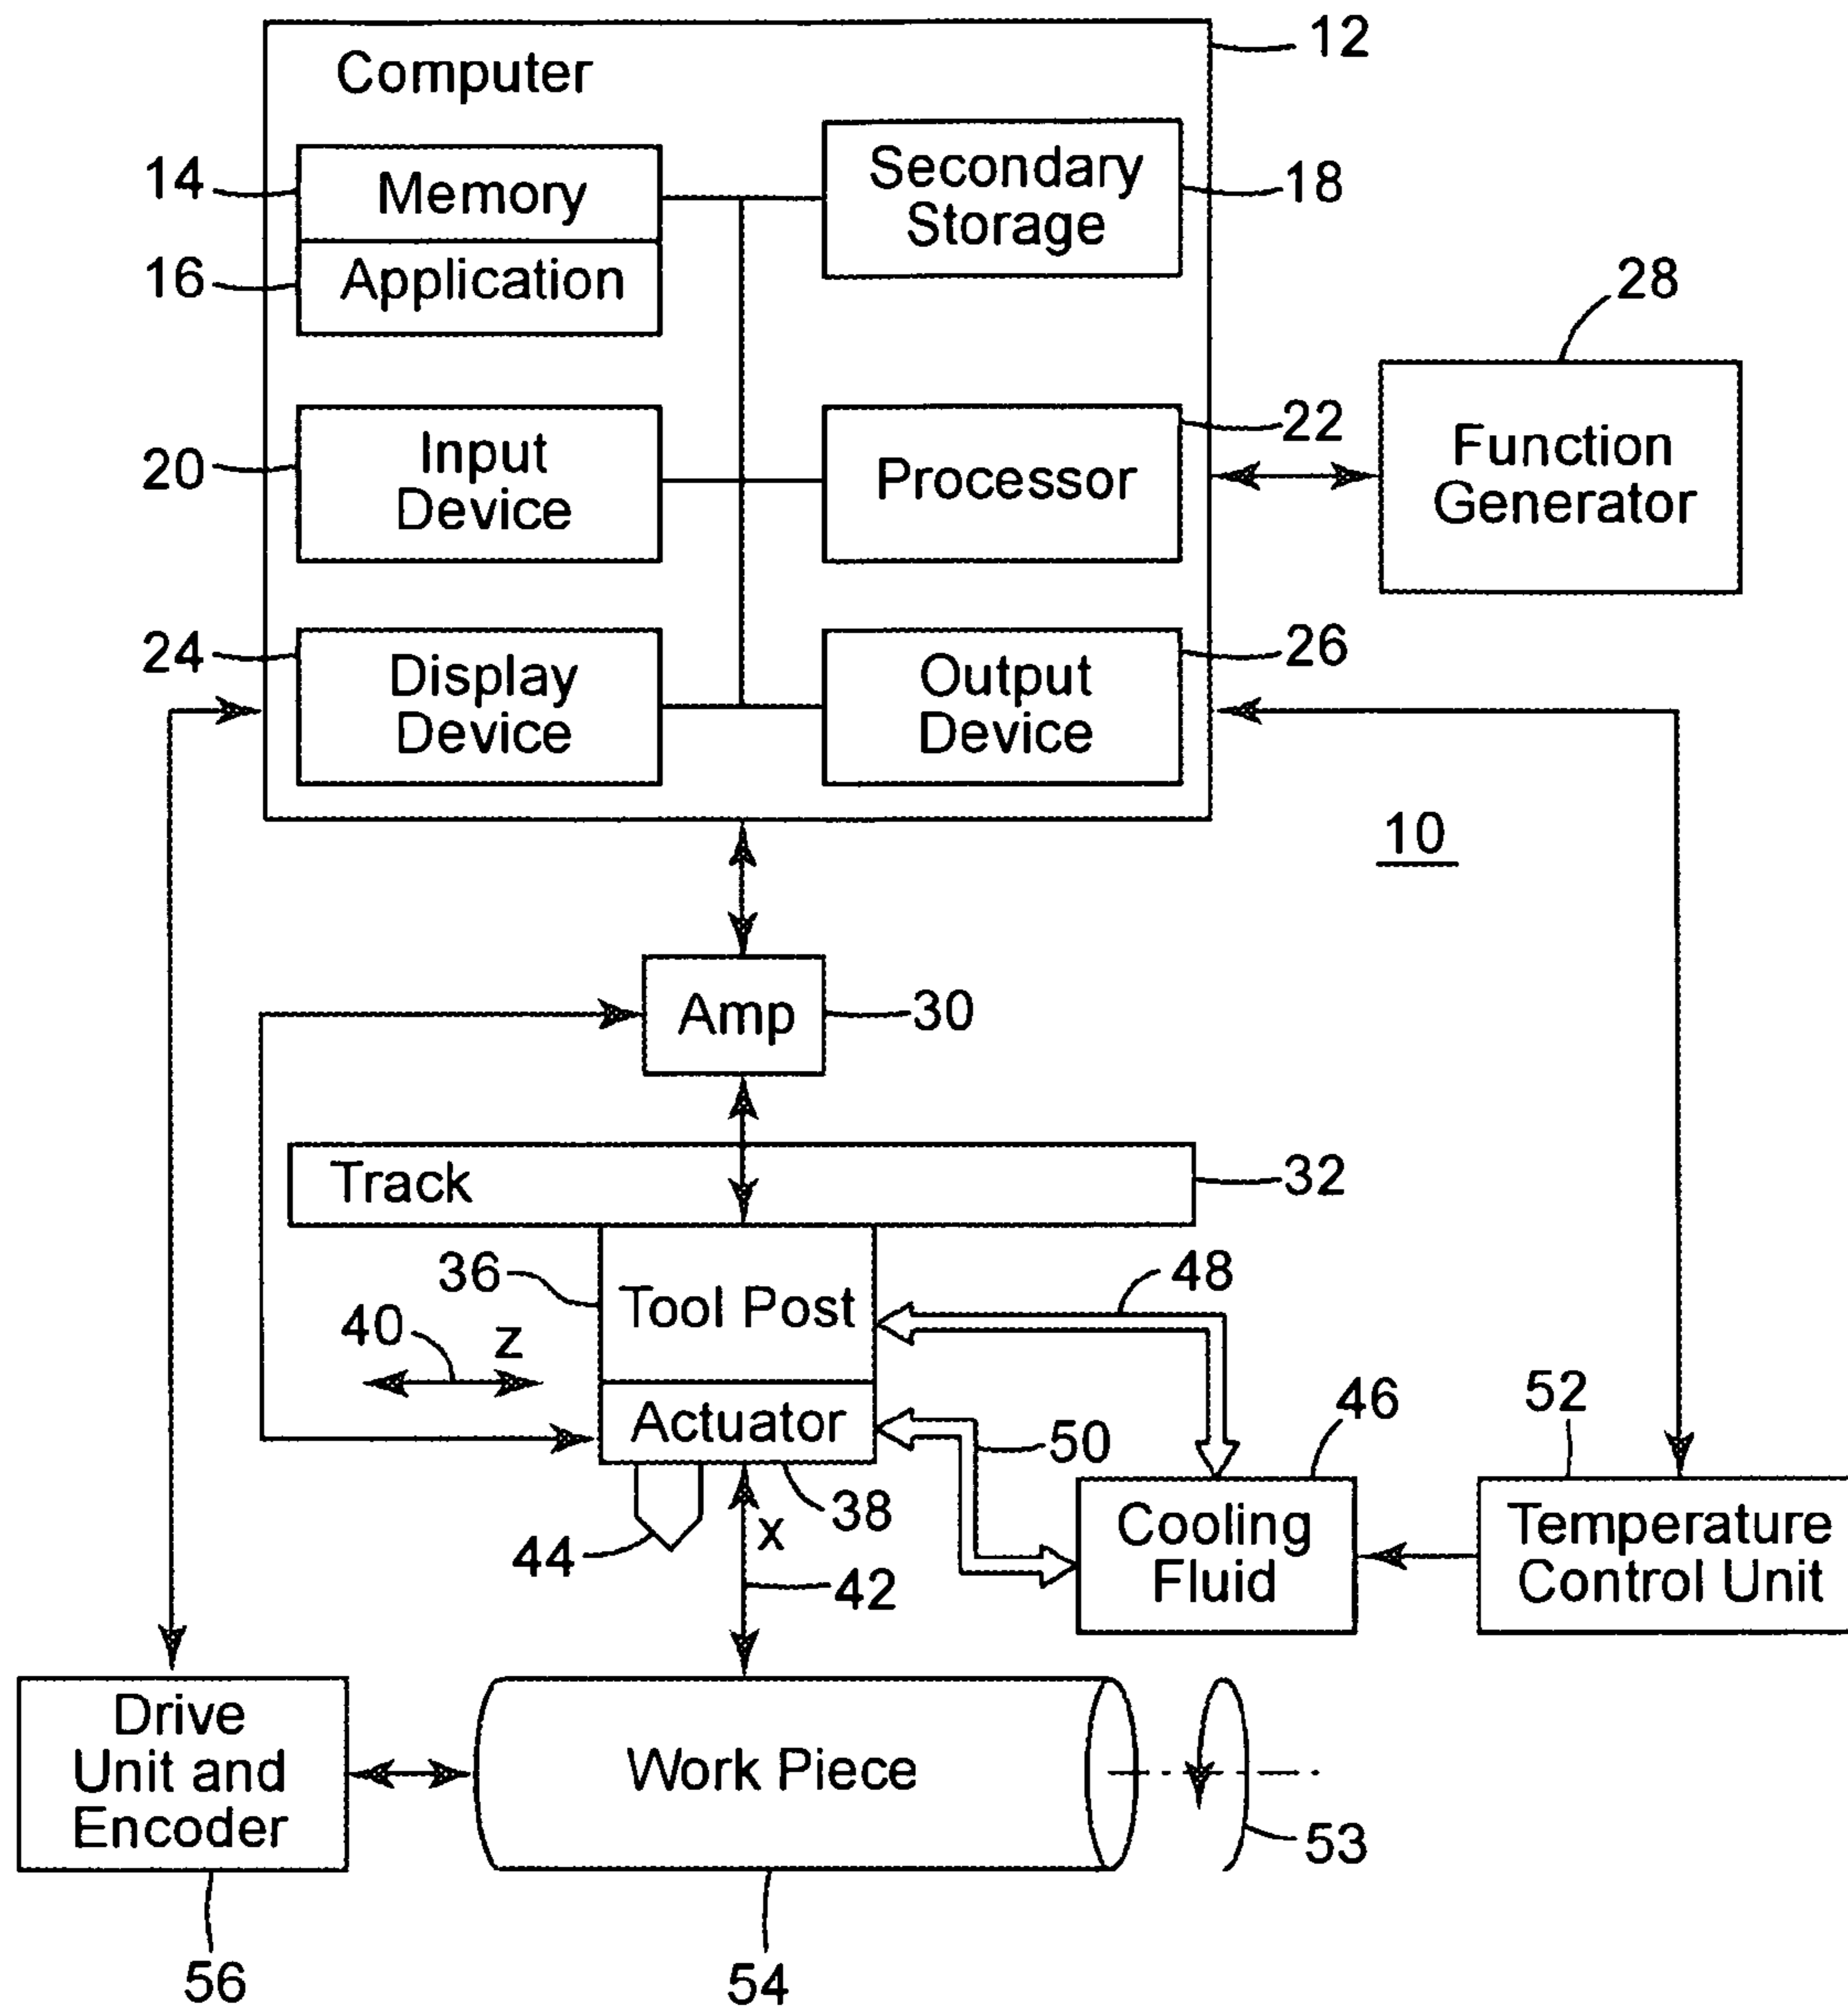 12
Computer
14
Memory
Secondary
Storage
18
16
Application
28
20
Input
Device
22
Processor
Function
Generator
24
Display
Device
Output
Device
26
10
Amp
30
Track
32
36
Tool Post
48
40
z
Actuator
50
46
52
44
x
38
42
Cooling
Fluid
Temperature
Control Unit
Drive
Unit and
Encoder
Work Piece
53
56
54